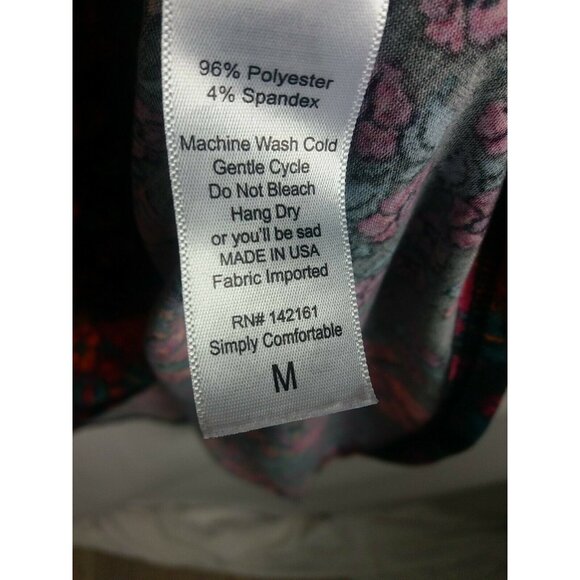 96% Polyester
4% Spandex
Machine Wash Cold
Gentle Cycle
Do Not Bleach
Hang Dry
or you'll be sad
MADE IN USA
Fabric Imported
RN# 142161
Simply Comfortable
M